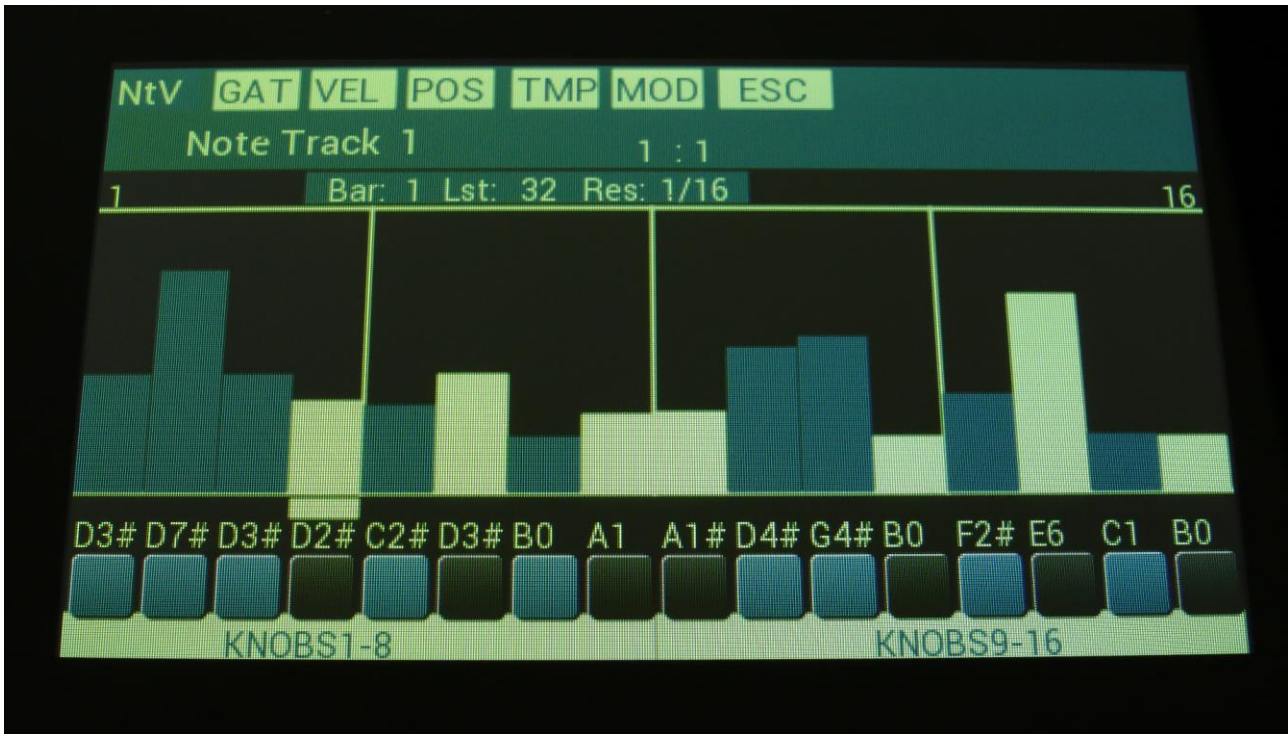 NtV GAT VEL POS TMP MOD ESC
Note Track 1 1 : 1
1 Bar: 1 Lst: 32 Res: 1/16 16
D3# D7# D3# D2# C2# D3# B0 A1 A1# D4# G4# B0 F2# E6 C1 B0
KNOBS1-8 KNOBS9-16